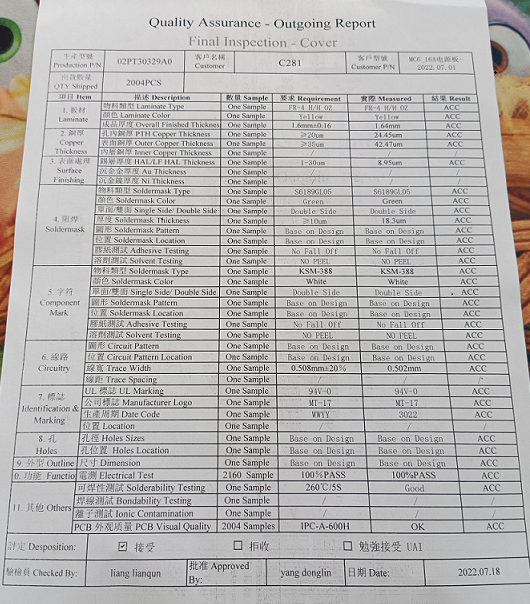 Quality Assurance - Outgoing Report
Final Inspection - Cover
生產型號 Production P/N 02PT30329A0 客戶名稱 Customer C281 客戶型號 Customer P/N MC6_16A电源板- 2022.07.01
出貨數量 QTY Shipped 2004PCS
項目 Item 描述 Description 數量 Sample 要求 Requirement 實際 Measured 結果 Result
1. 板材 Laminate
物料類型 Laminate Type One Sample FR-4 H/H OZ FR-4 H/H OZ ACC
顏色 Laminate Color One Sample Yellow Yellow ACC
成品厚度 Overall Finished Thickness One Sample 1.6mm±0.16 1.64mm ACC
2. 銅厚 Copper Thickness
孔內銅厚 PTH Copper Thickness One Sample ≥20um 24.45um ACC
表面銅厚 Outer Copper Thickness One Sample ≥35um 42.47um ACC
內層銅厚 Inner Copper Thickness One Sample / / /
3. 表面處理 Surface Finishing
錫層厚度 HAL/LF HAL Thickness One Sample 1-30um 8.95um ACC
沉金金厚度 Au Thickness One Sample / / /
沉金鎳厚度 Ni Thickness One Sample / / /
4. 阻焊 Soldermask
物料類型 Soldermask Type One Sample S6189GL05 S6189GL05 ACC
顏色 Soldermask Color One Sample Green Green ACC
單面/雙面 Single Side/ Double Side One Sample Double Side Double Side ACC
厚度 Soldermask Thickness One Sample ≥10um 18.3um ACC
圖形 Soldermask Pattern One Sample Base on Design Base on Design ACC
位置 Soldermask Location One Sample Base on Design Base on Design ACC
膠紙測試 Adhesive Testing One Sample No Fall Off No Fall Off ACC
溶劑測試 Solvent Testing One Sample NO PEEL NO PEEL ACC
5. 字符 Component Mark
物料類型 Soldermask Type One Sample KSM-388 KSM-388 ACC
顏色 Soldermask Color One Sample White White ACC
單面/雙面 Single Side/ Double Side One Sample Double Side Double Side ACC
圖形 Soldermask Pattern One Sample Base on Design Base on Design ACC
位置 Soldermask Location One Sample Base on Design Base on Design ACC
膠紙測試 Adhesive Testing One Sample No Fall Off No Fall Off ACC
溶劑測試 Solvent Testing One Sample NO PEEL NO PEEL ACC
6. 線路 Circuitry
圖形 Circuit Pattern One Sample Base on Design Base on Design ACC
位置 Circuit Pattern Location One Sample Base on Design Base on Design ACC
線寬 Trace Width One Sample 0.508mm±20% 0.502mm ACC
線距 Trace Spacing One Sample / / /
7. 標誌 Identification & Marking
UL 標誌 UL Marking One Sample 94V-0 94V-0 ACC
公司標誌 Manufacturer Logo One Sample MI-17 MI-17 ACC
生產周期 Date Code One Sample WWYY 3022 ACC
位置 Location One Sample / / /
8. 孔 Holes
孔徑 Holes Sizes One Sample Base on Design Base on Design ACC
孔位置 Holes Location One Sample Base on Design Base on Design ACC
9. 外型 Outline 尺寸 Dimension One Sample Base on Design Base on Design ACC
0. 功能 Functio 電測 Electrical Test 2160 Sample 100%PASS 100%PASS ACC
11. 其他 Others
可焊性測試 Solderability Testing One Sample 260℃/5S Good ACC
焊線測試 Bondability Testing One Sample / / /
離子測試 Ionic Contamination One Sample / / /
PCB 外观质量 PCB Visual Quality 2004 Samples IPC-A-600H OK ACC
評定 Desposition: ☑ 接受 ☐ 拒收 ☐ 勉強接受 UAI
檢驗員 Checked By: liang lianqun 批准 Approved By: yang donglin 日期 Date: 2022.07.18